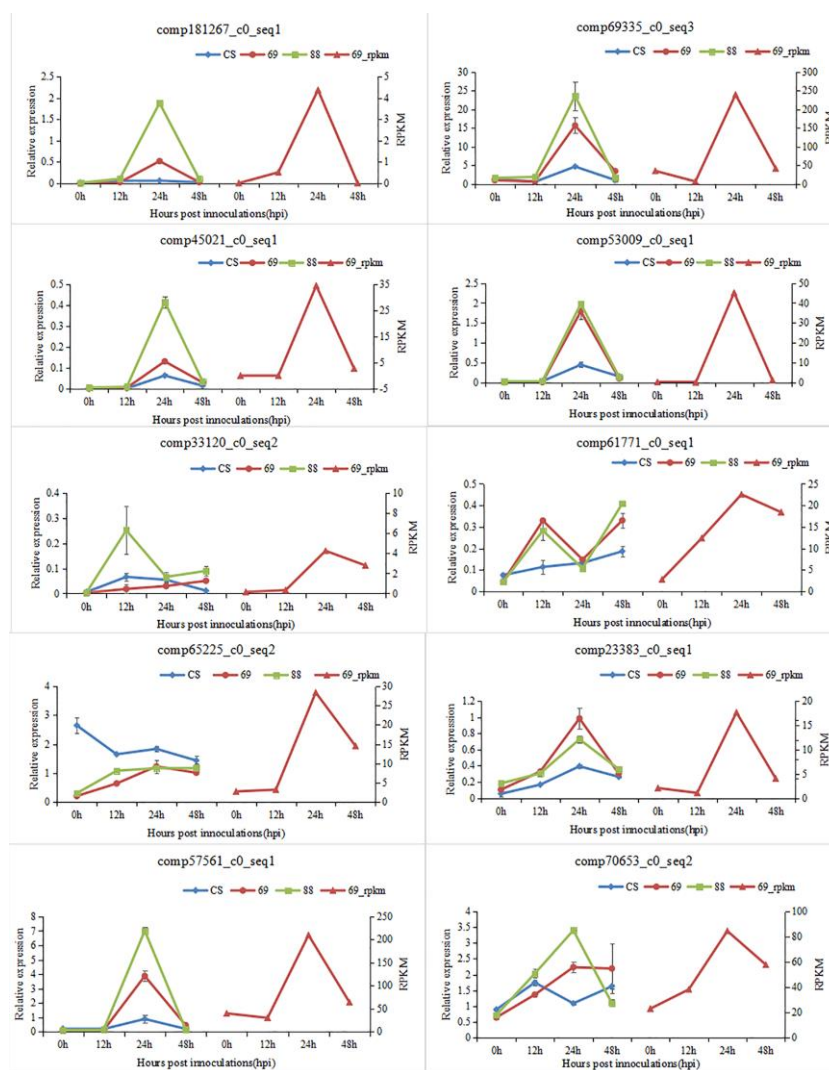 comp181267_c0_seq1
CS 69 88 69_rpkm
Relative expression
2.5
2
1.5
1
0.5
0
5
4
3
2
1
0
RPKM
0h 12h 24h 48h 0h 12h 24h 48h
Hours post innoculations(hpi)
comp69335_c0_seq3
CS 69 88 69_rpkm
Relative expression
30
25
20
15
10
5
0
300
250
200
150
100
50
0
RPKM
0h 12h 24h 48h 0h 12h 24h 48h
Hours post innoculations(hpi)
comp45021_c0_seq1
CS 69 88 69_rpkm
Relative expression
0.5
0.4
0.3
0.2
0.1
0
35
25
15
5
-5
RPKM
0h 12h 24h 48h 0h 12h 24h 48h
Hours post innoculations(hpi)
comp53009_c0_seq1
CS 69 88 69_rpkm
Relative expression
2.5
2
1.5
1
0.5
0
50
40
30
20
10
0
RPKM
0h 12h 24h 48h 0h 12h 24h 48h
Hours post innoculations(hpi)
comp33120_c0_seq2
CS 69 88 69_rpkm
Relative expression
0.4
0.3
0.2
0.1
0
10
8
6
4
2
0
RPKM
0h 12h 24h 48h 0h 12h 24h 48h
Hours post innoculations(hpi)
comp61771_c0_seq1
CS 69 88 69_rpkm
Relative expression
0.5
0.4
0.3
0.2
0.1
0
25
20
15
10
5
0
RPKM
0h 12h 24h 48h 0h 12h 24h 48h
Hours post innoculations(hpi)
comp65225_c0_seq2
CS 69 88 69_rpkm
Relative expression
4
3
2
1
0
30
25
20
15
10
5
0
RPKM
0h 12h 24h 48h 0h 12h 24h 48h
Hours post innoculations(hpi)
comp23383_c0_seq1
CS 69 88 69_rpkm
Relative expression
1.2
1
0.8
0.6
0.4
0.2
0
20
15
10
5
0
RPKM
0h 12h 24h 48h 0h 12h 24h 48h
Hours post innoculations(hpi)
comp57561_c0_seq1
CS 69 88 69_rpkm
Relative expression
8
7
6
5
4
3
2
1
0
250
200
150
100
50
0
RPKM
0h 12h 24h 48h 0h 12h 24h 48h
Hours post innoculations(hpi)
comp70653_c0_seq2
CS 69 88 69_rpkm
Relative expression
4
3.5
3
2.5
2
1.5
1
0.5
0
100
80
60
40
20
0
RPKM
0h 12h 24h 48h 0h 12h 24h 48h
Hours post innoculations(hpi)